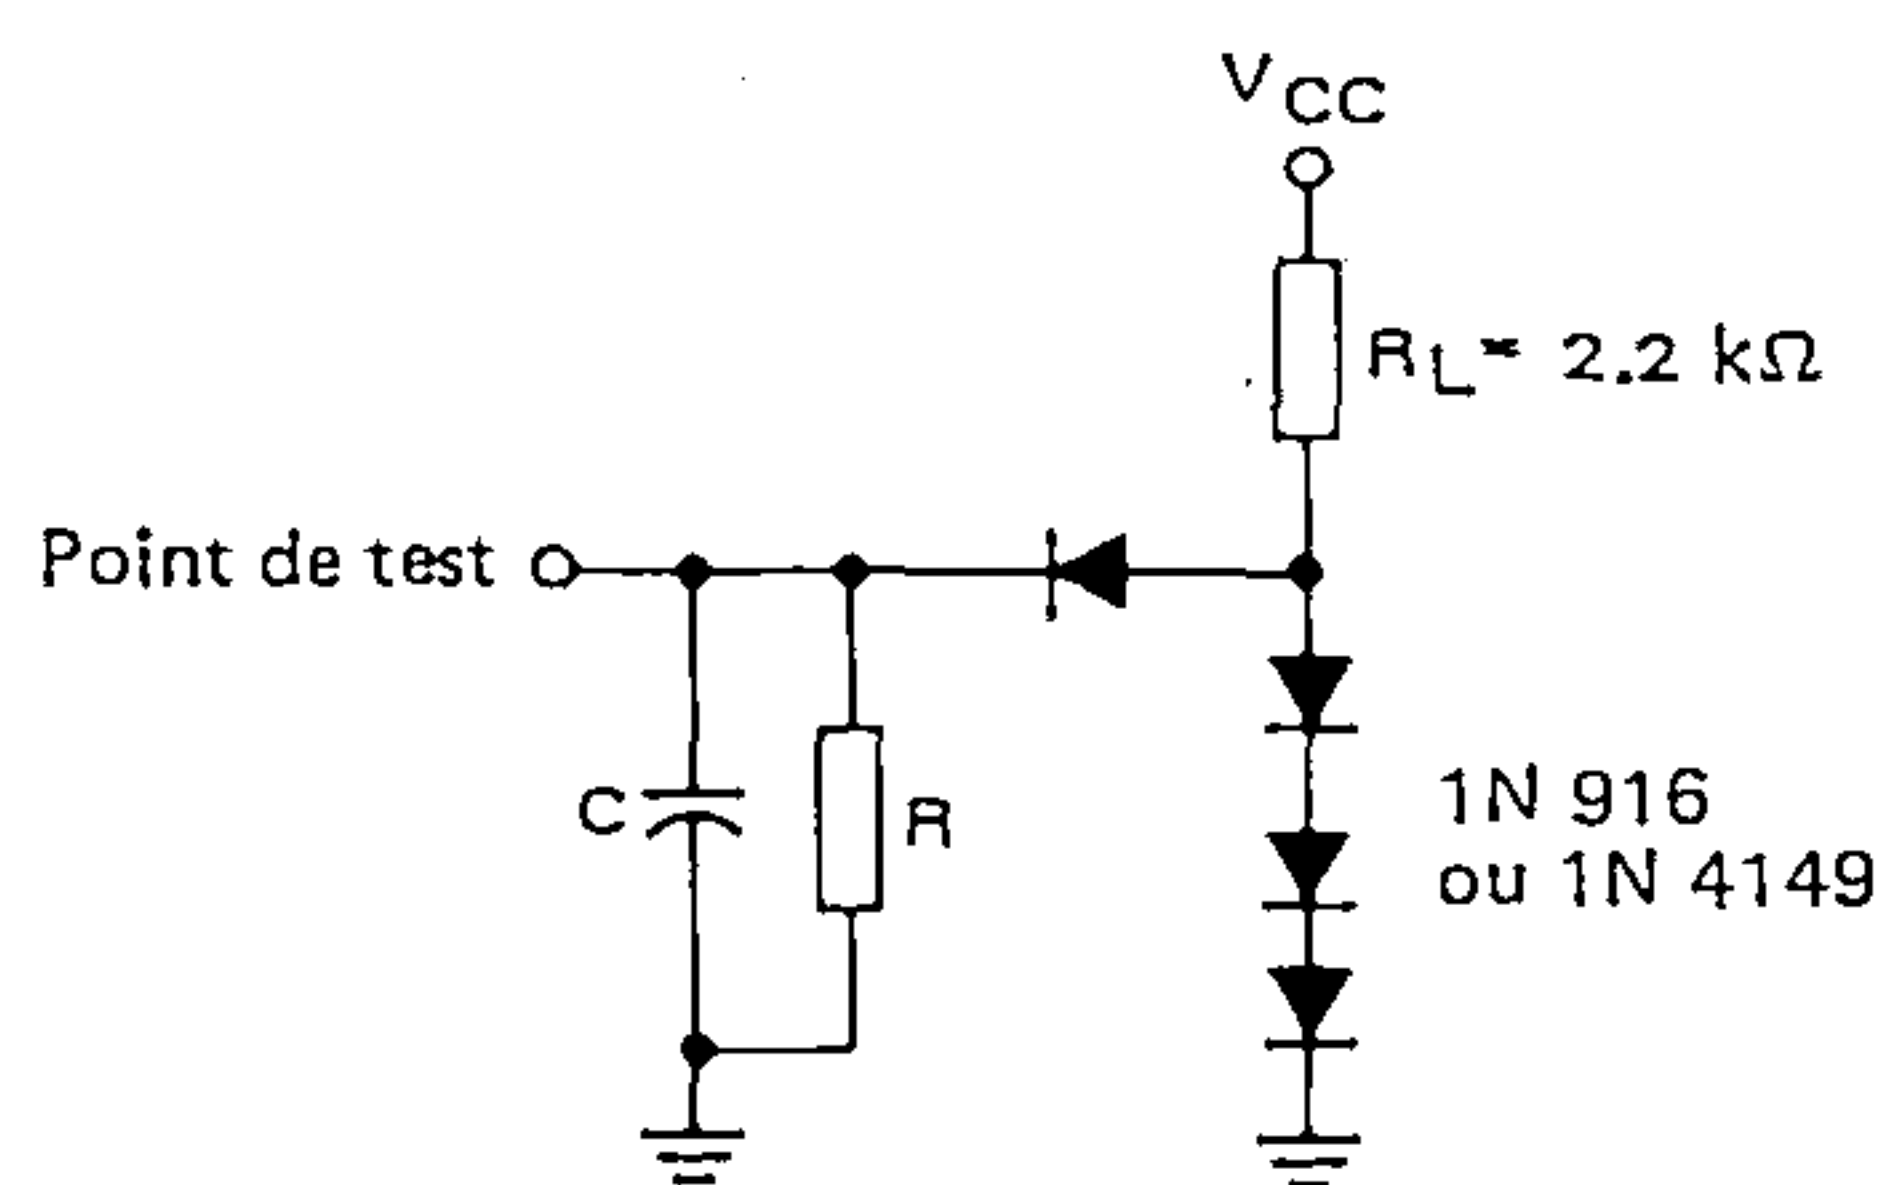 VCC
RL= 2.2 kΩ
Point de test
C
R
1N 916
ou 1N 4149